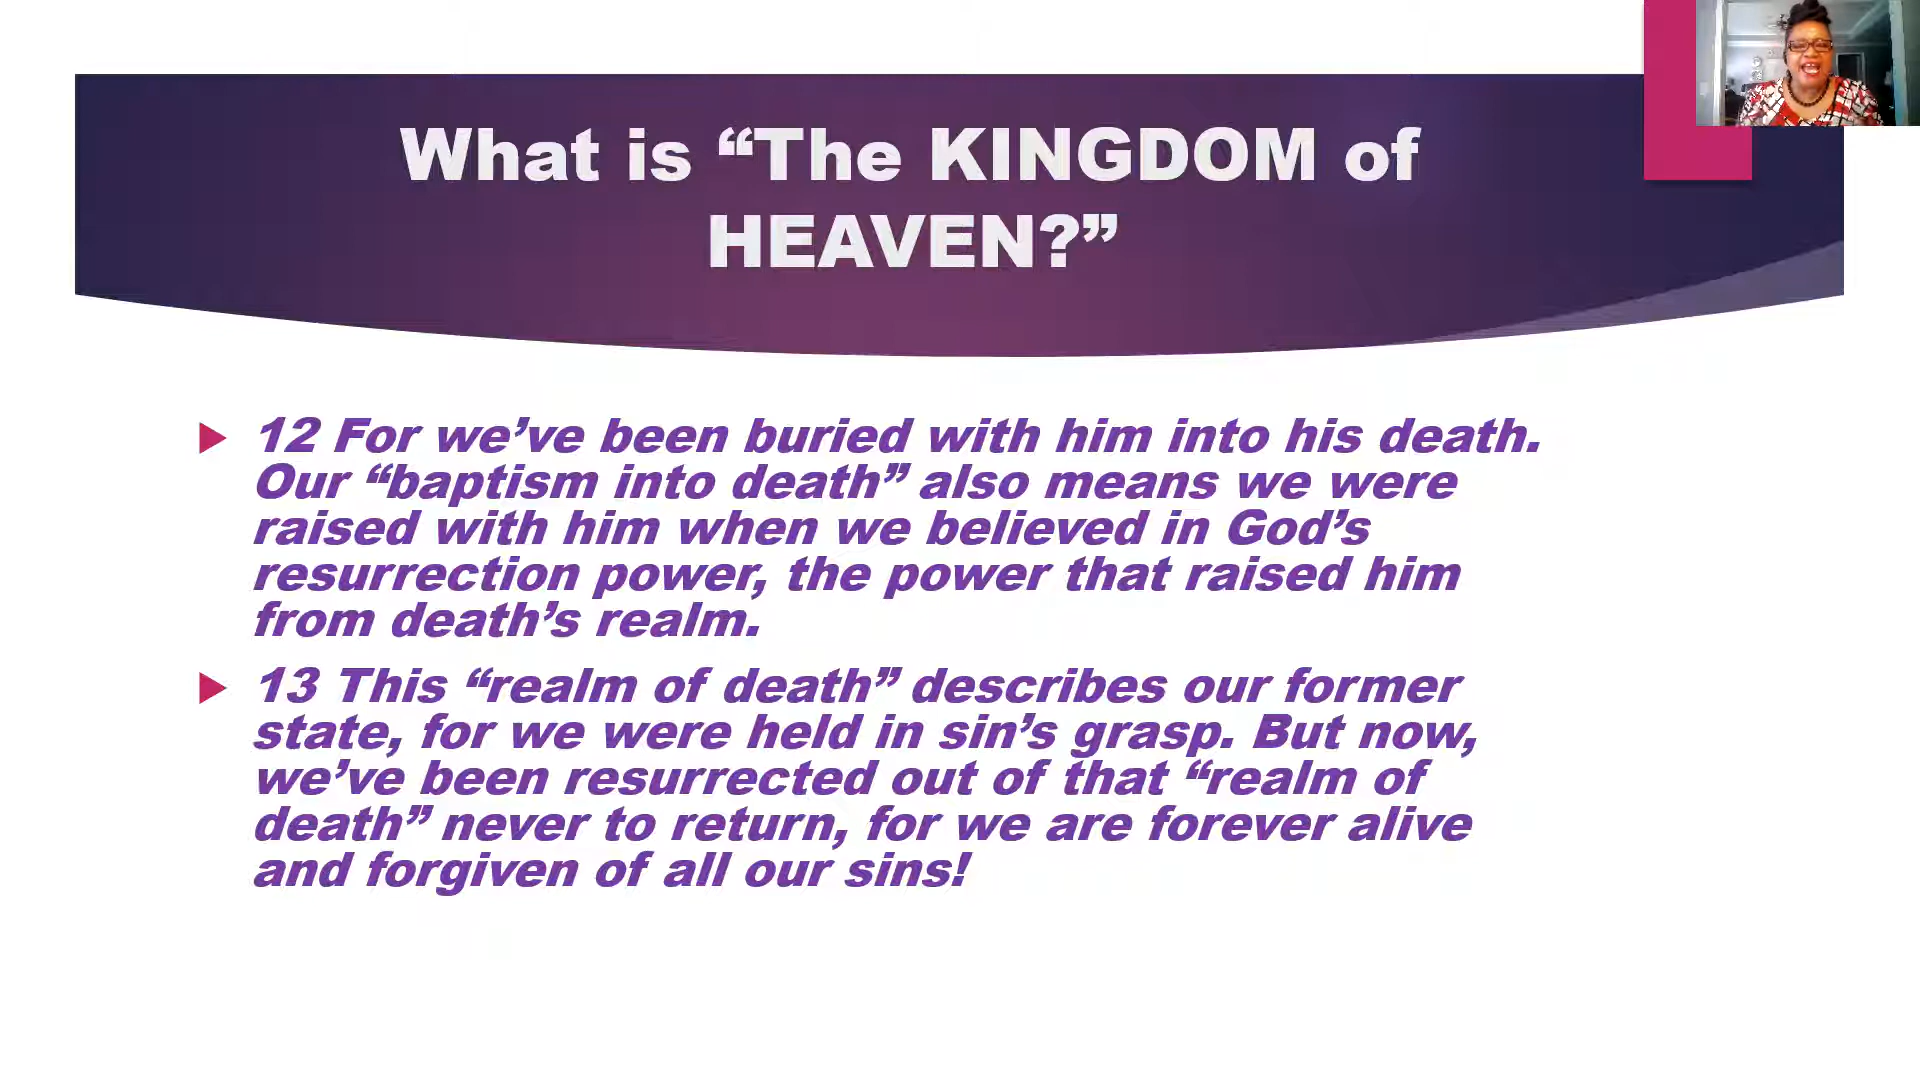 What is “The KINGDOM of
HEAVEN?”
12 For we’ve been buried with him into his death.
Our “baptism into death” also means we were
raised with him when we believed in God’s
resurrection power, the power that raised him
from death’s realm.
13 This “realm of death” describes our former
state, for we were held in sin’s grasp. But now,
we’ve been resurrected out of that “realm of
death” never to return, for we are forever alive
and forgiven of all our sins!